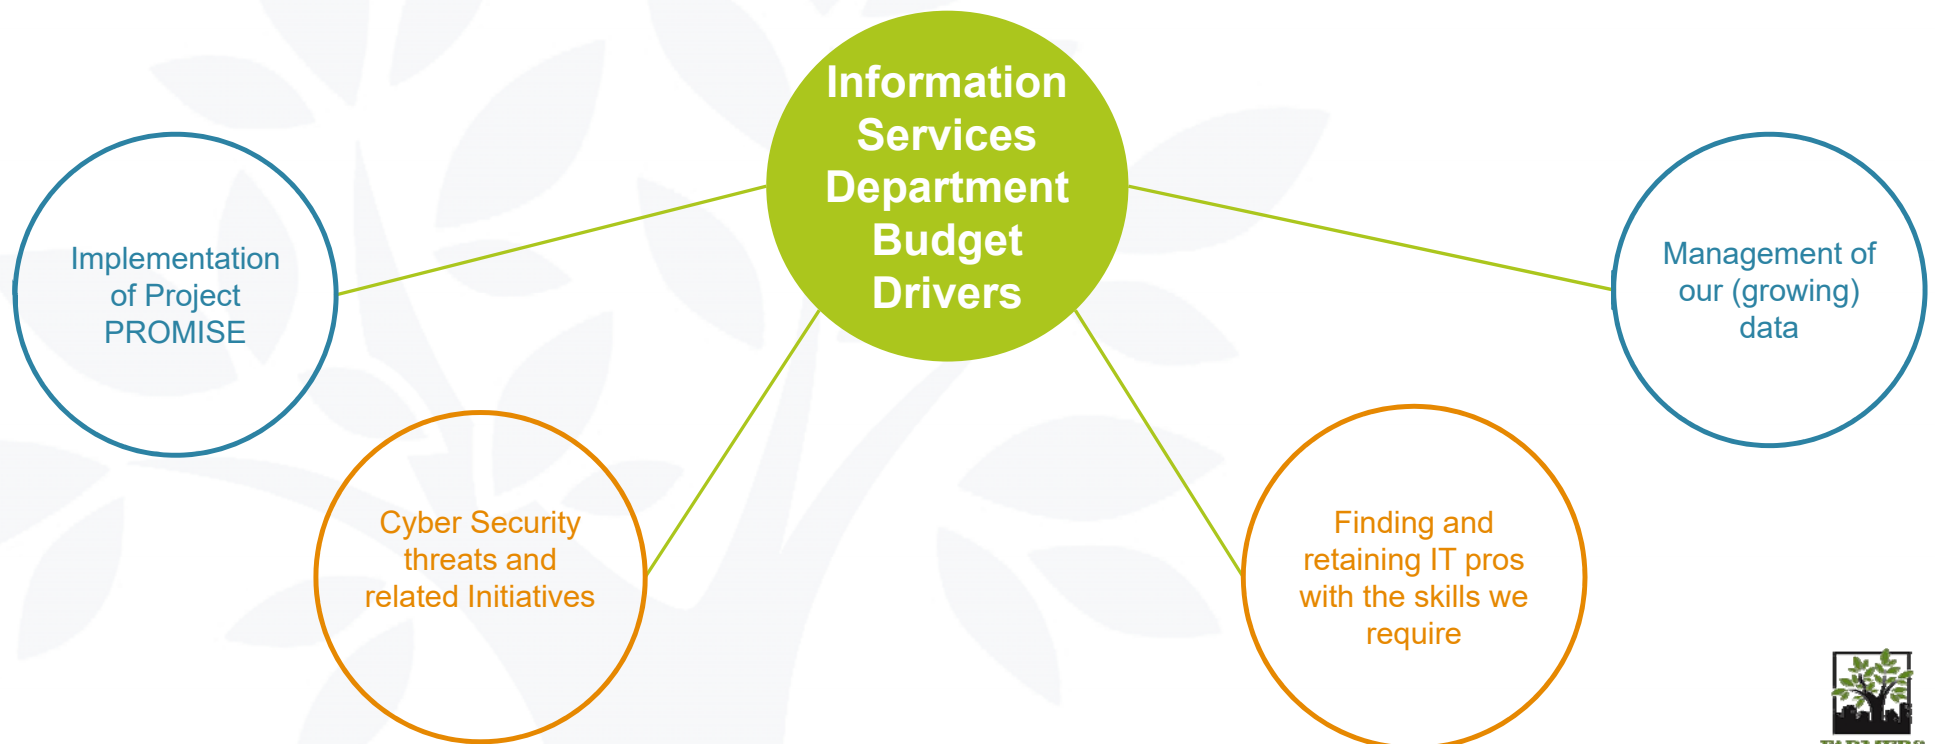 Information
Services
Department
Budget
Drivers
Implementation
of Project
PROMISE
Cyber Security
threats and
related Initiatives
Finding and
retaining IT pros
with the skills we
require
Management of
our (growing)
data
FARMERS